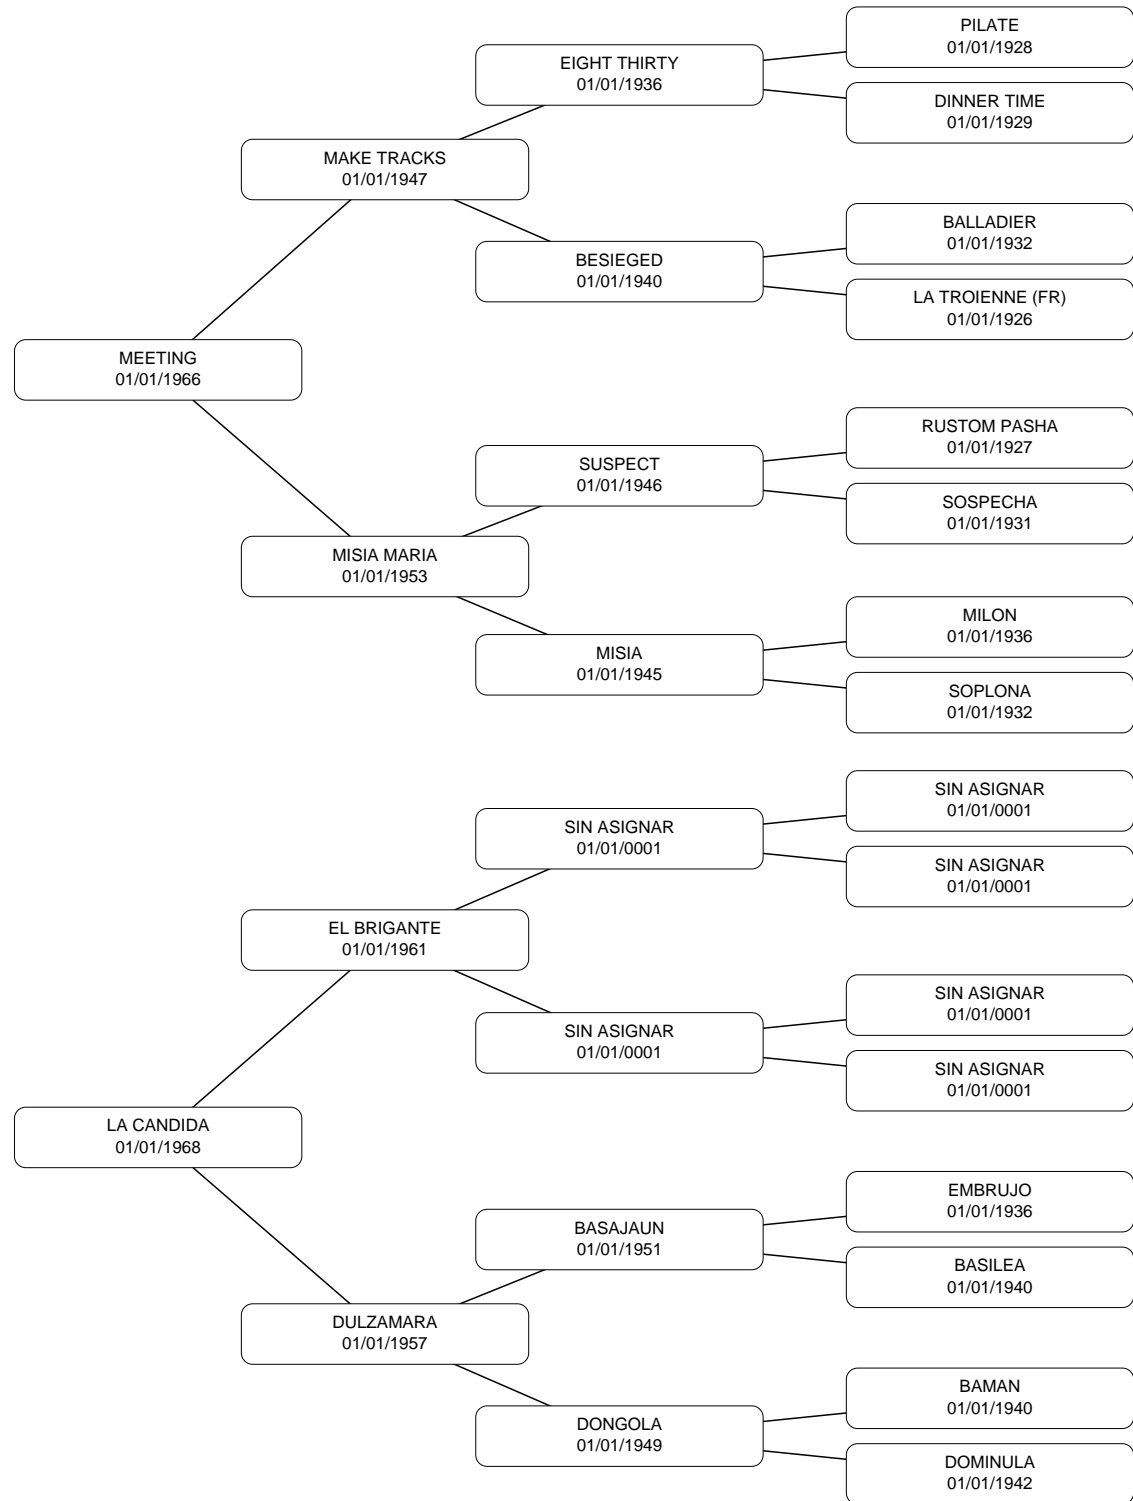 PILATE
01/01/1928
EIGHT THIRTY
01/01/1936
DINNER TIME
01/01/1929
MAKE TRACKS
01/01/1947
BALLADIER
01/01/1932
BESIEGED
01/01/1940
LA TROIENNE (FR)
01/01/1926
MEETING
01/01/1966
RUSTOM PASHA
01/01/1927
SUSPECT
01/01/1946
SOSPECHA
01/01/1931
MISIA MARIA
01/01/1953
MILON
01/01/1936
MISIA
01/01/1945
SOPLONA
01/01/1932
SIN ASIGNAR
01/01/0001
SIN ASIGNAR
01/01/0001
SIN ASIGNAR
01/01/0001
EL BRIGANTE
01/01/1961
SIN ASIGNAR
01/01/0001
SIN ASIGNAR
01/01/0001
SIN ASIGNAR
01/01/0001
LA CANDIDA
01/01/1968
EMBRUJO
01/01/1936
BASAJAUN
01/01/1951
BASILEA
01/01/1940
DULZAMARA
01/01/1957
BAMAN
01/01/1940
DONGOLA
01/01/1949
DOMINULA
01/01/1942